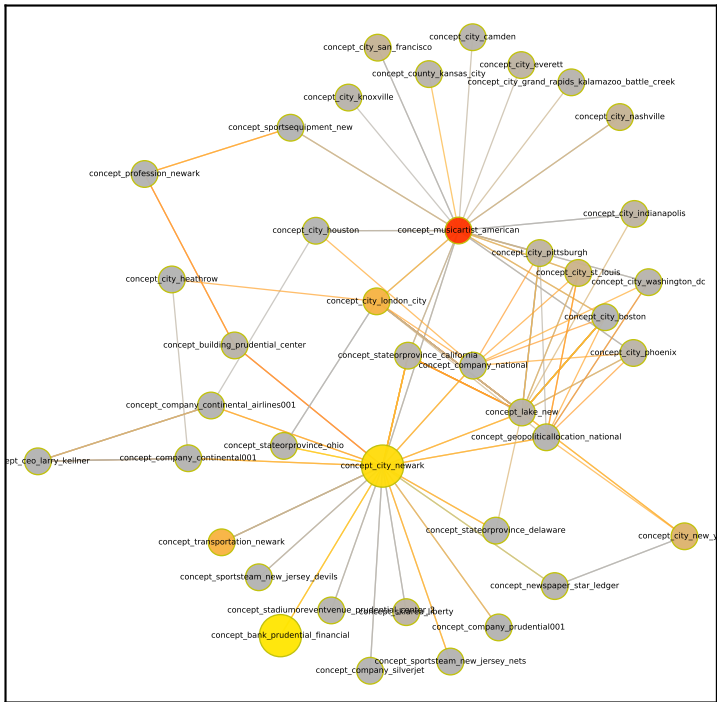 concept_city_camden
concept_city_san_francisco
concept_city_everett
concept_county_kansas_city
concept_city_grand_rapids_kalamazoo_battle_creek
concept_city_knoxville
concept_city_nashville
concept_sportsequipment_new
concept_profession_newark
concept_city_indianapolis
concept_city_houston
concept_musicartist_american
concept_city_pittsburgh
concept_city_st_louis
concept_city_heathrow
concept_city_washington_dc
concept_city_london_city
concept_city_boston
concept_building_prudential_center
concept_stateorprovince_california
concept_city_phoenix
concept_company_national
concept_company_continental_airlines001
concept_lake_new
concept_geopoliticallocation_national
concept_stateorprovince_ohio
concept_company_continental001
ept_ceo_larry_kellner
concept_city_newark
concept_stateorprovince_delaware
concept_city_new_y
concept_transportation_newark
concept_sportsteam_new_jersey_devils
concept_newspaper_star_ledger
concept_company_prudential001
concept_bank_prudential_financial
concept_sportsteam_new_jersey_nets
concept_company_silverjet